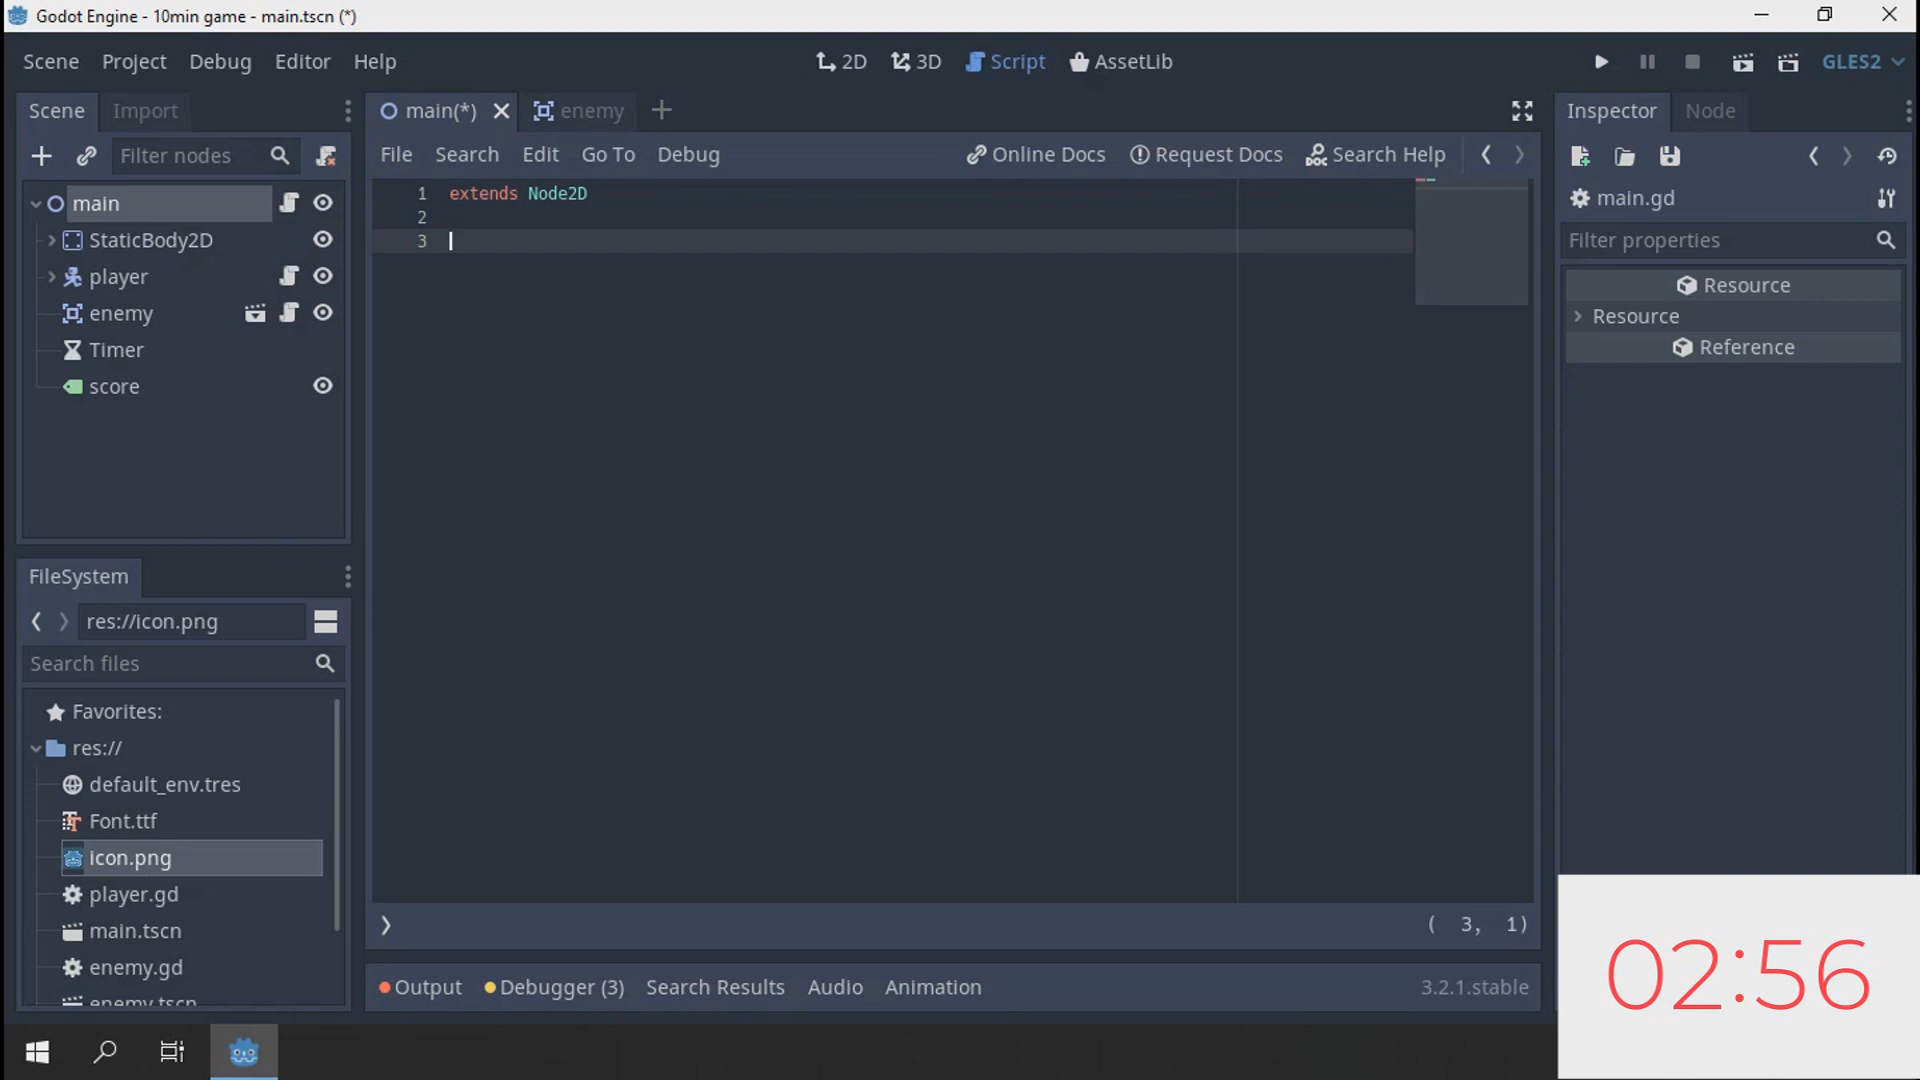 Godot Engine - 10min game - main.tscn (*)
Scene Project Debug Editor Help
2D 3D Script AssetLib
GLES2
Scene Import
main(*) enemy
Inspector Node
Filter nodes
File Search Edit Go To Debug
Online Docs Request Docs Search Help
main
StaticBody2D
player
enemy
Timer
score
1 extends Node2D
2
3
main.gd
Filter properties
Resource
Resource
Reference
FileSystem
res://icon.png
Search files
Favorites:
res://
default_env.tres
Font.ttf
icon.png
player.gd
main.tscn
enemy.gd
enemy.tscn
( 3, 1)
Output Debugger (3) Search Results Audio Animation
3.2.1.stable
02:56